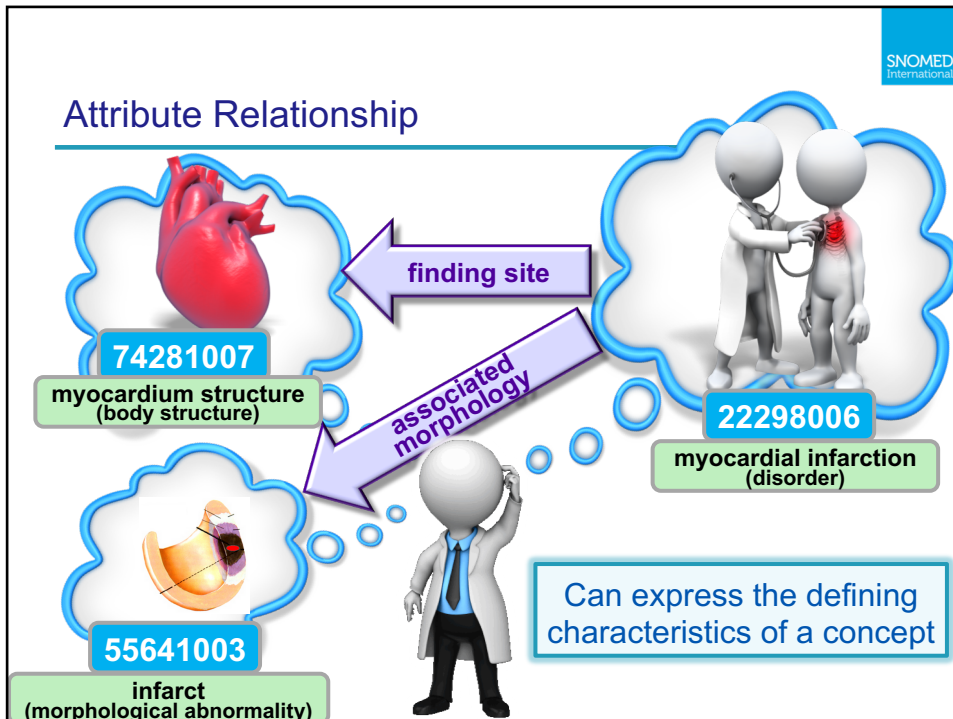 SNOMED
International
Attribute Relationship
finding site
74281007
myocardium structure
(body structure)
associated
morphology
22298006
myocardial infarction
(disorder)
55641003
infarct
(morphological abnormality)
Can express the defining
characteristics of a concept